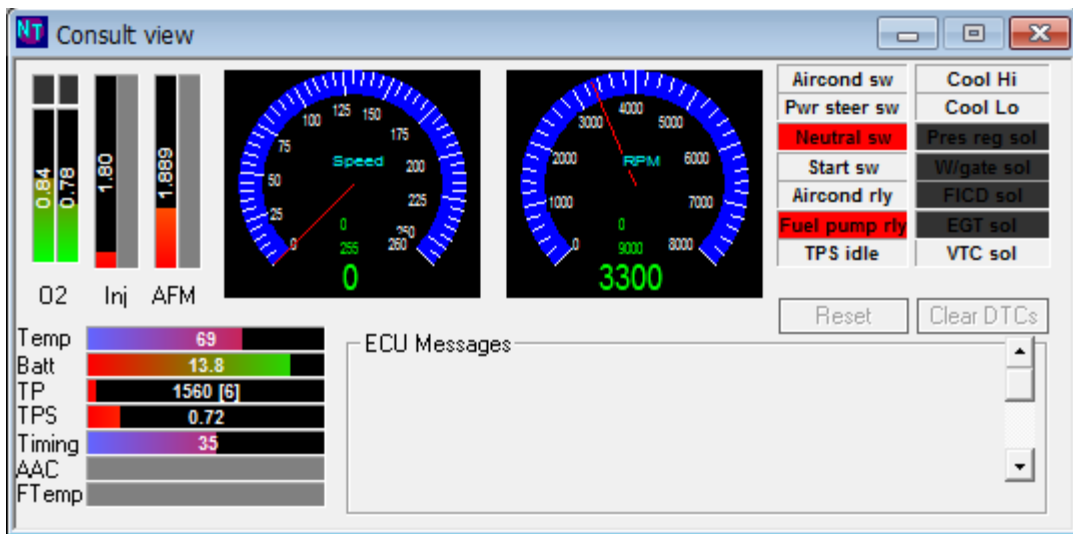 NT Consult view
0.84 0.78 1.80 1.889
O2 Inj AFM
0 25 50 75 100 125 150 175 200 225 250 260
Speed
0
255
0
0 1000 2000 3000 4000 5000 6000 7000 8000
RPM
0
9000
3300
Aircond sw Cool Hi
Pwr steer sw Cool Lo
Neutral sw Pres reg sol
Start sw W/gate sol
Aircond rly FICD sol
Fuel pump rly EGT sol
TPS idle VTC sol
Reset Clear DTCs
Temp 69
Batt 13.8
TP 1560 [6]
TPS 0.72
Timing 35
AAC
FTemp
ECU Messages